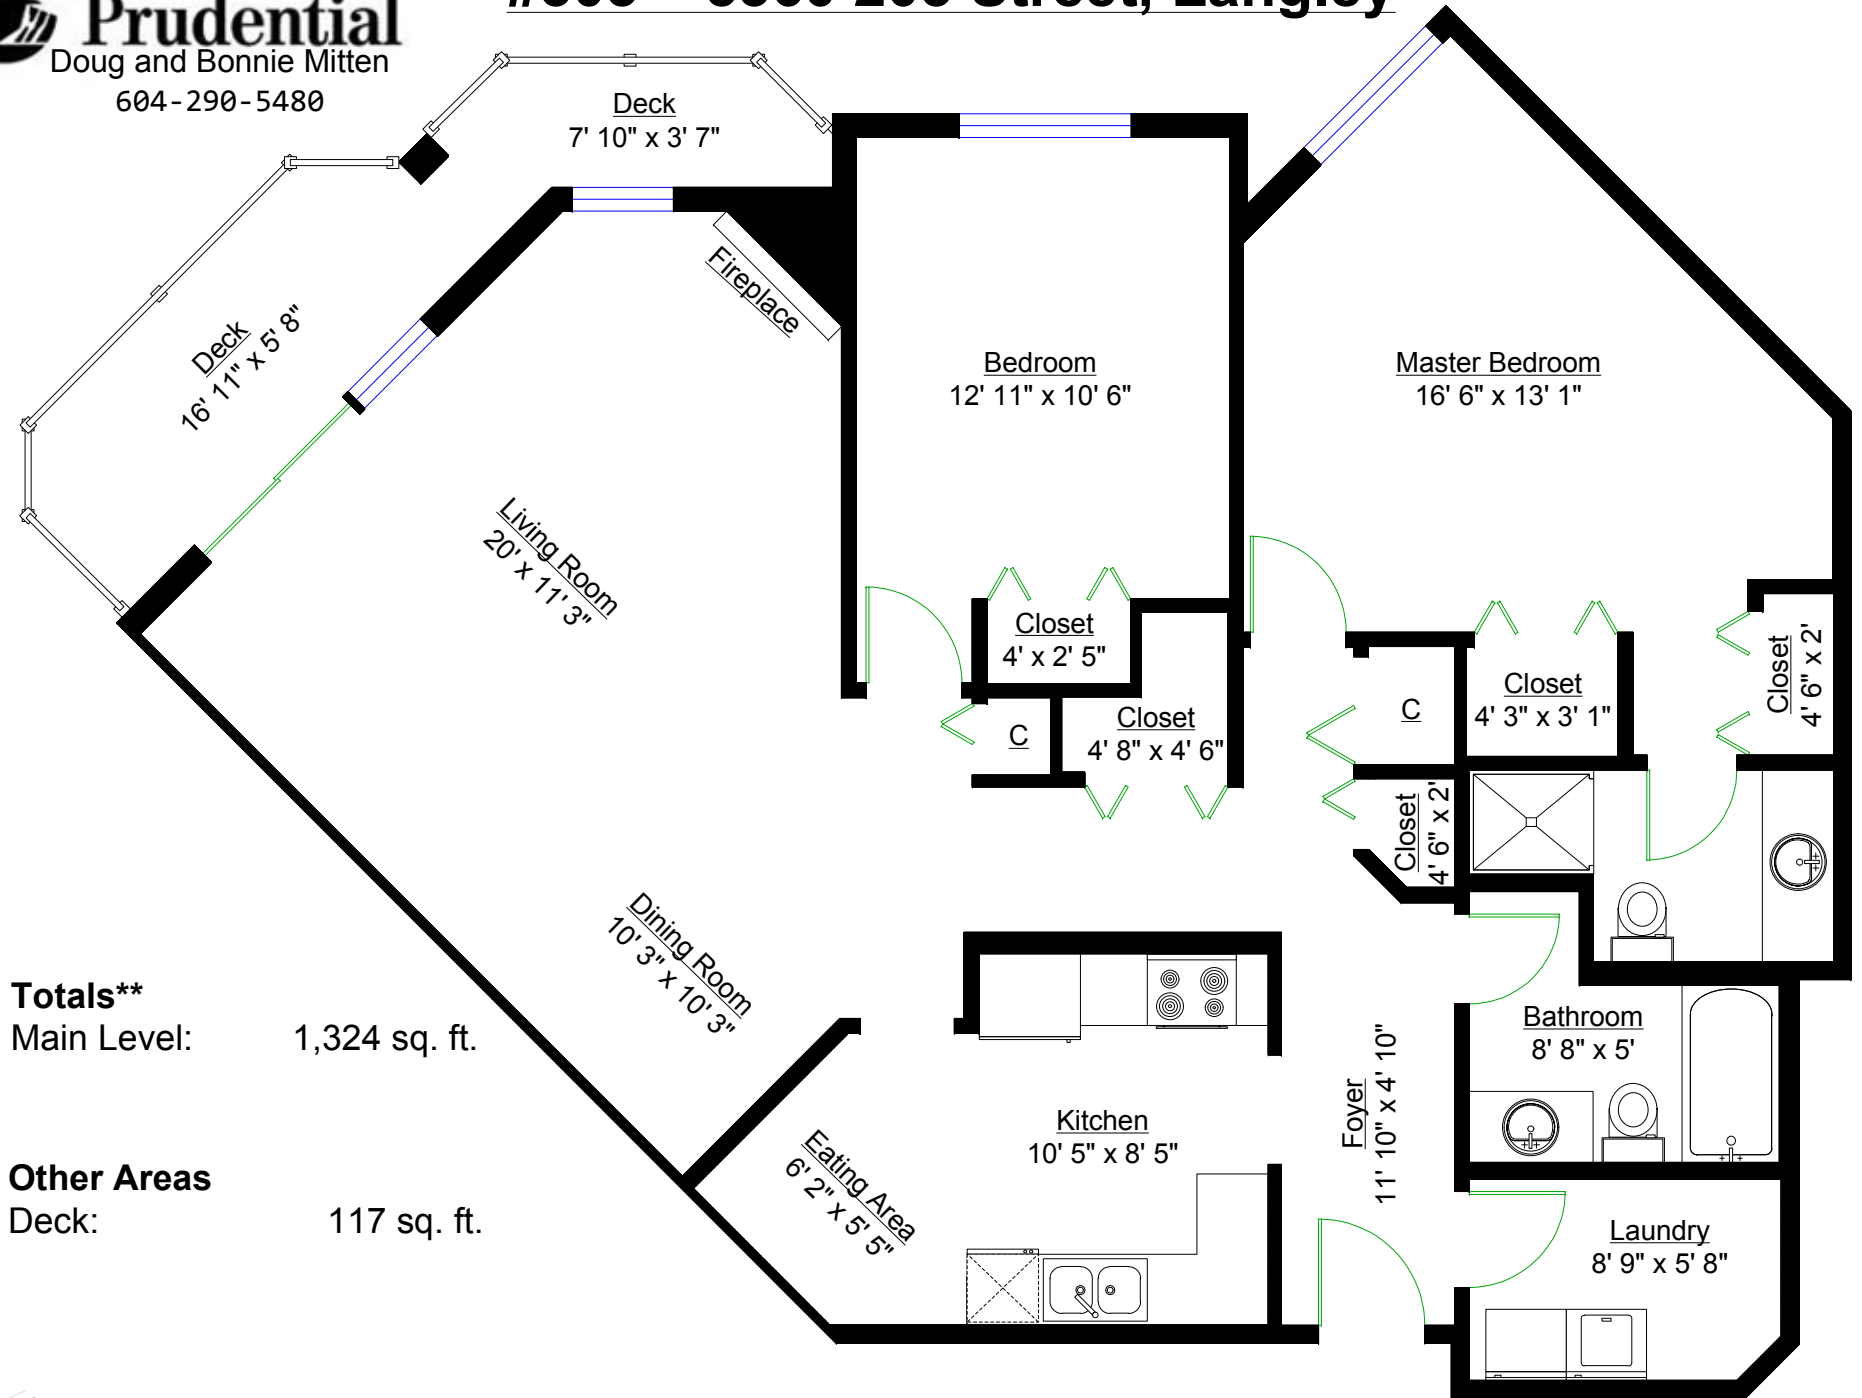 Prudential
Doug and Bonnie Mitten
604-290-5480
Street, Langley
Deck
7' 10" x 3' 7"
Fireplace
Deck
16' 11" x 5' 8"
Bedroom
12' 11" x 10' 6"
Master Bedroom
16' 6" x 13' 1"
Living Room
20' x 11' 3"
Closet
4' x 2' 5"
Closet
4' 6" x 2'
Closet
4' 3" x 3' 1"
C
Closet
4' 8" x 4' 6"
C
Closet
4' 6" x 2'
Dining Room
10' 3" x 10' 3"
Totals**
Main Level: 1,324 sq. ft.
Bathroom
8' 8" x 5'
Foyer
11' 10" x 4' 10"
Kitchen
10' 5" x 8' 5"
Eating Area
6' 2" x 5' 5"
Other Areas
Deck: 117 sq. ft.
Laundry
8' 9" x 5' 8"